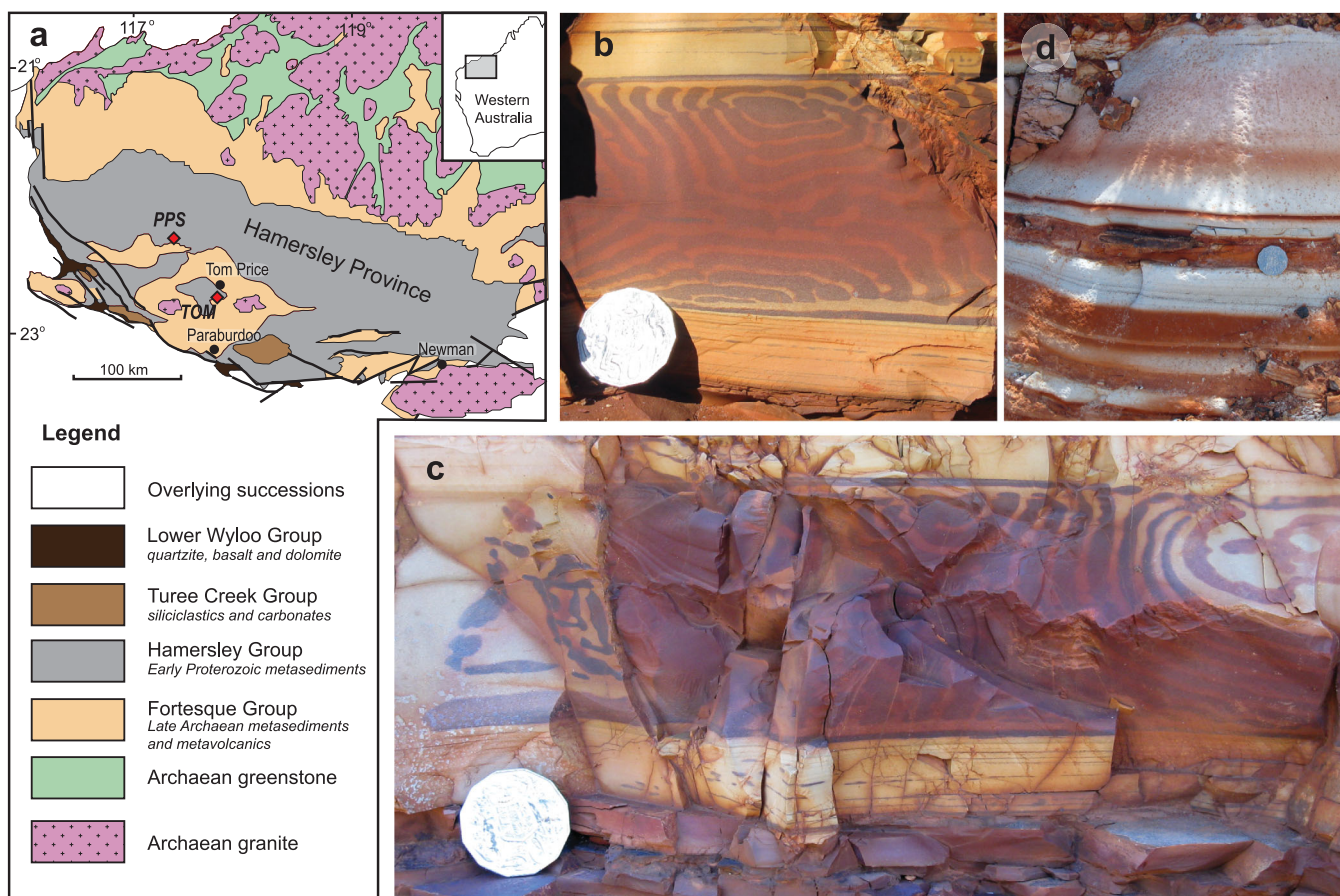 a
117°
119°
21°
Western
Australia
PPS
Hamersley Province
Tom Price
TOM
23°
Paraburdoo
Newman
100 km
Legend
Overlying successions
Lower Wyloo Group
quartzite, basalt and dolomite
Turee Creek Group
siliciclastics and carbonates
Hamersley Group
Early Proterozoic metasediments
Fortesque Group
Late Archaean metasediments
and metavolcanics
Archaean greenstone
Archaean granite
b
d
c